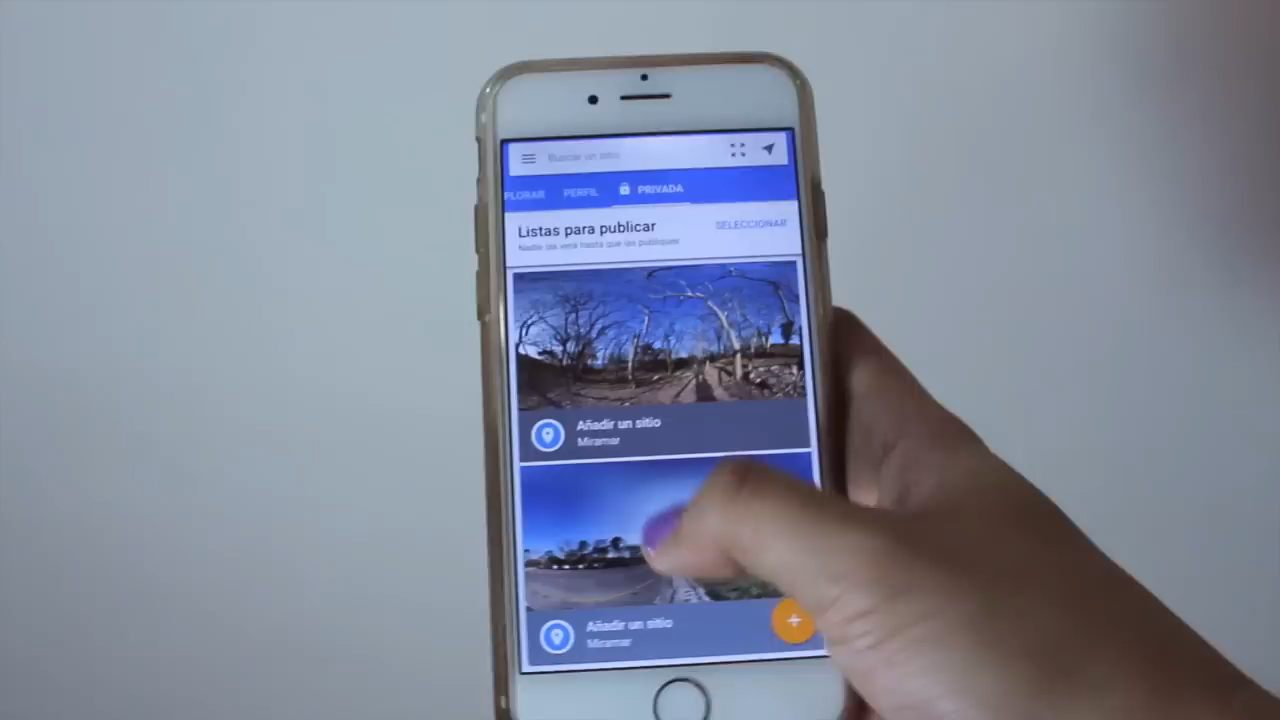 Buscar un sitio
PLORAR PERFIL PRIVADA
Listas para publicar
SELECCIONAR
Nadie las verá hasta que las publiques
Añadir un sitio
Miramar
Añadir un sitio
Miramar